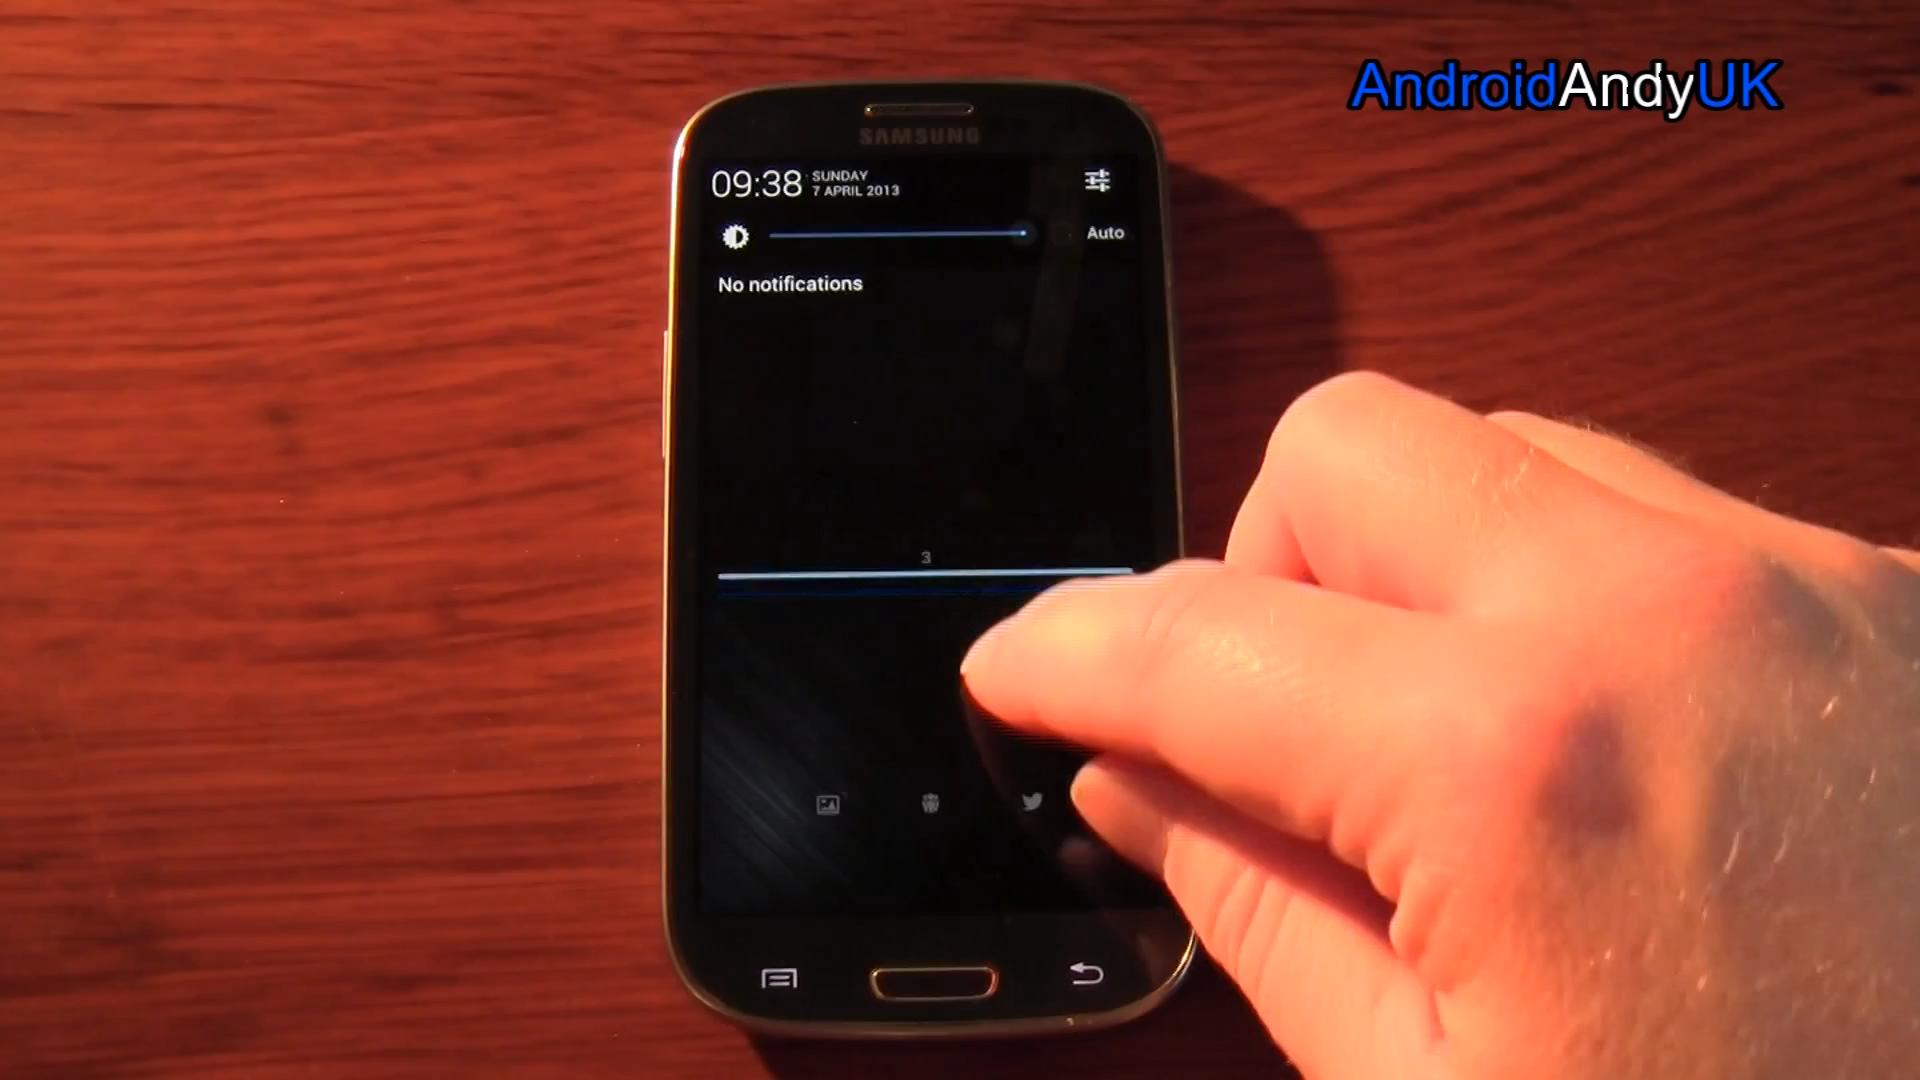 AndroidAndyUK
SAMSUNG
09:38
SUNDAY
7 APRIL 2013
Auto
No notifications
3